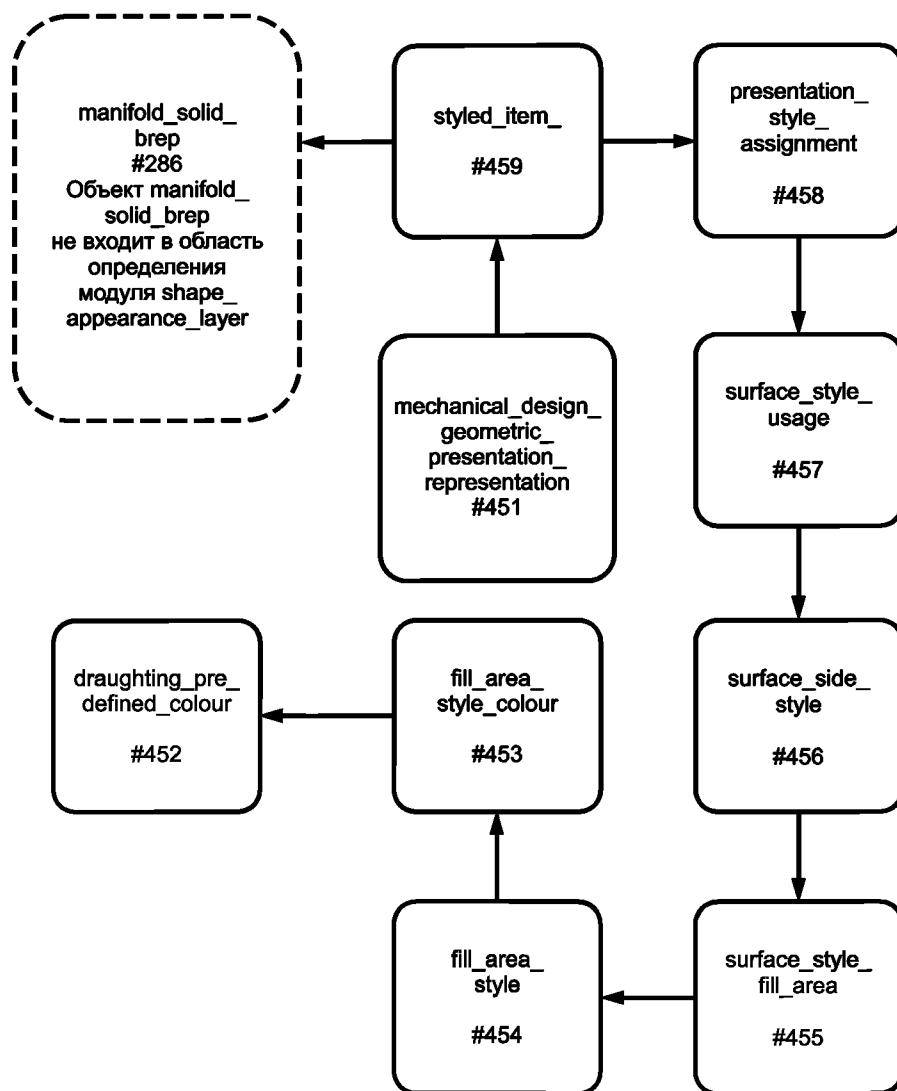 manifold_solid_
brep
#286
Объект manifold_
solid_brep
не входит в область
определения
модуля shape_
appearance_layer
styled_item_
#459
presentation_
style_
assignment
#458
mechanical_design_
geometric_
presentation_
representation
#451
surface_style_
usage
#457
draughting_pre_
defined_colour
#452
fill_area_
style_colour
#453
surface_side_
style
#456
fill_area_
style
#454
surface_style_
fill_area
#455